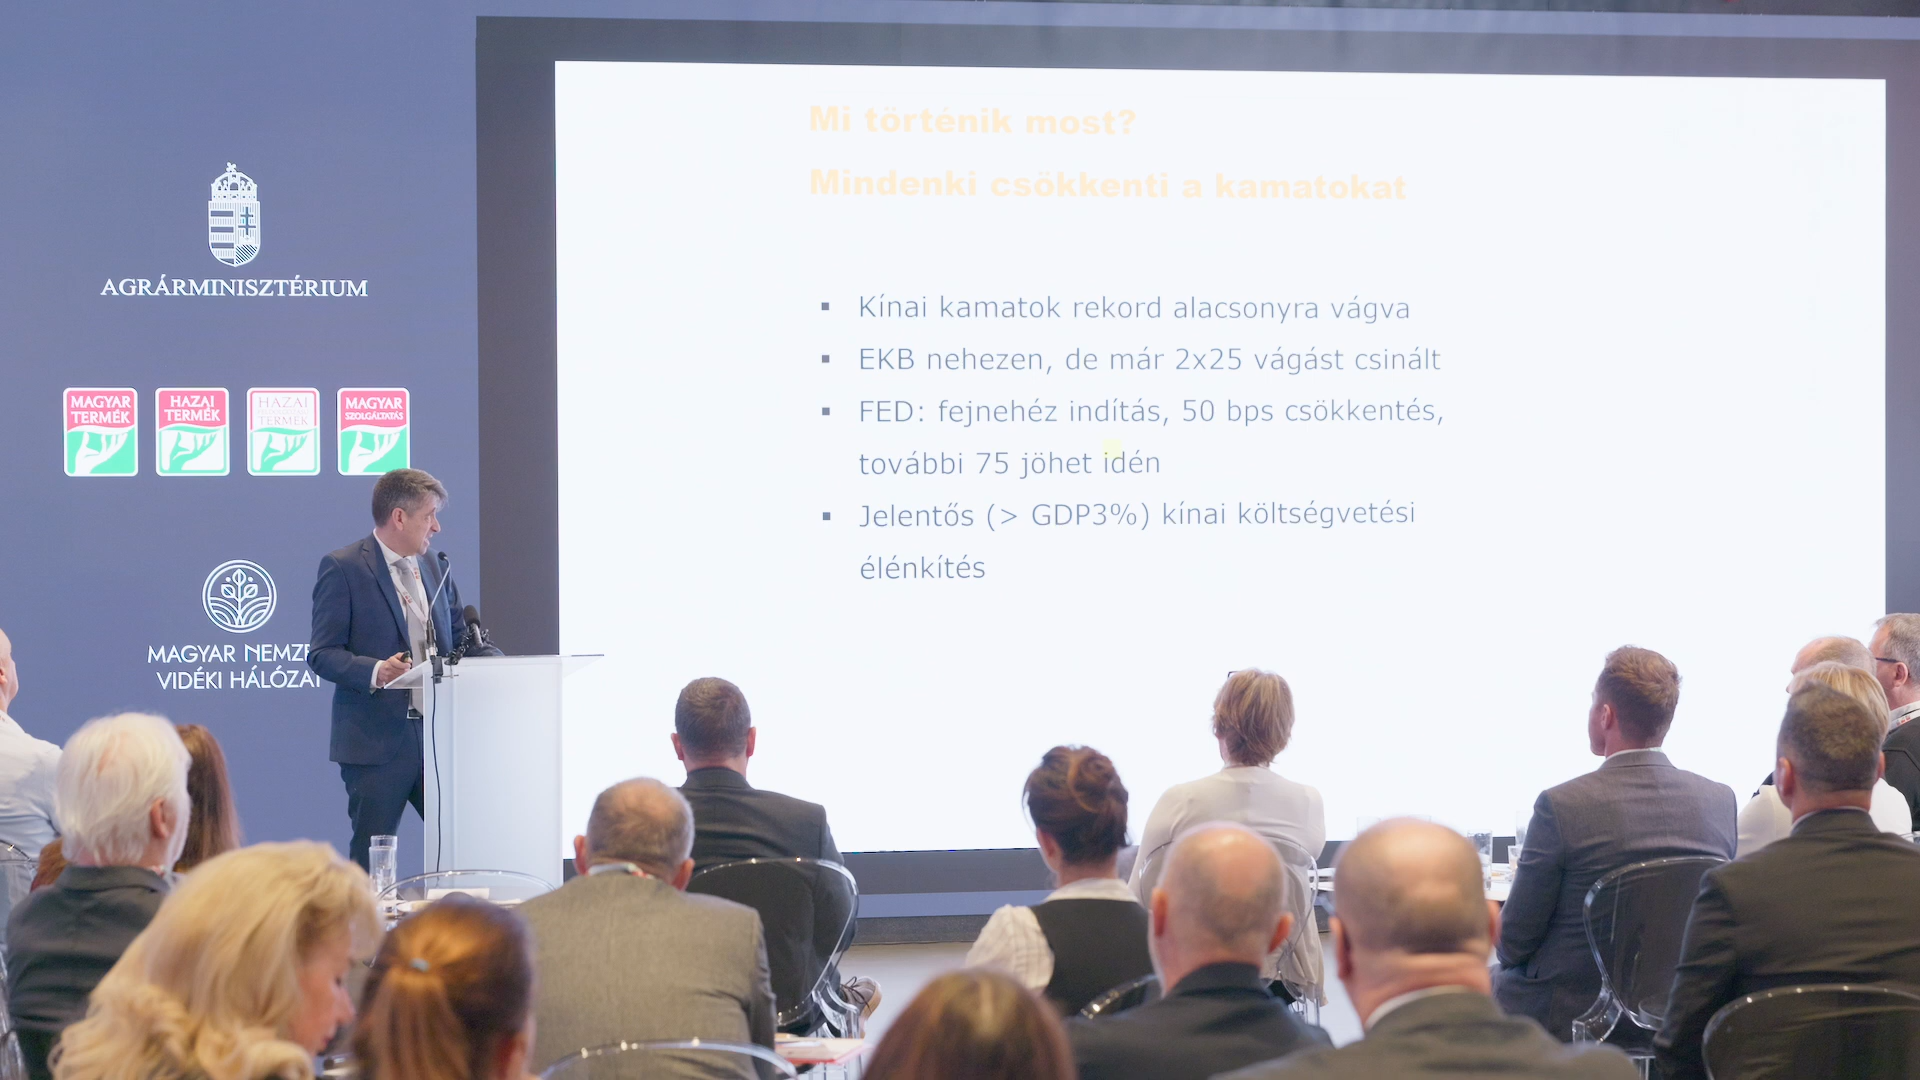 Mi történik most?
Mindenki csökkenti a kamatokat
▪ Kínai kamatok rekord alacsonyra vágva
▪ EKB nehezen, de már 2x25 vágást csinált
▪ FED: fejnehéz indítás, 50 bps csökkentés,
további 75 jöhet idén
▪ Jelentős (> GDP3%) kínai költségvetési
élénkítés
AGRÁRMINISZTÉRIUM
MAGYAR
TERMÉK
HAZAI
TERMÉK
HAZAI
TERMÉK
MAGYAR
SZOLGÁLTATÁS
MAGYAR NEMZE
VIDÉKI HÁLÓZA